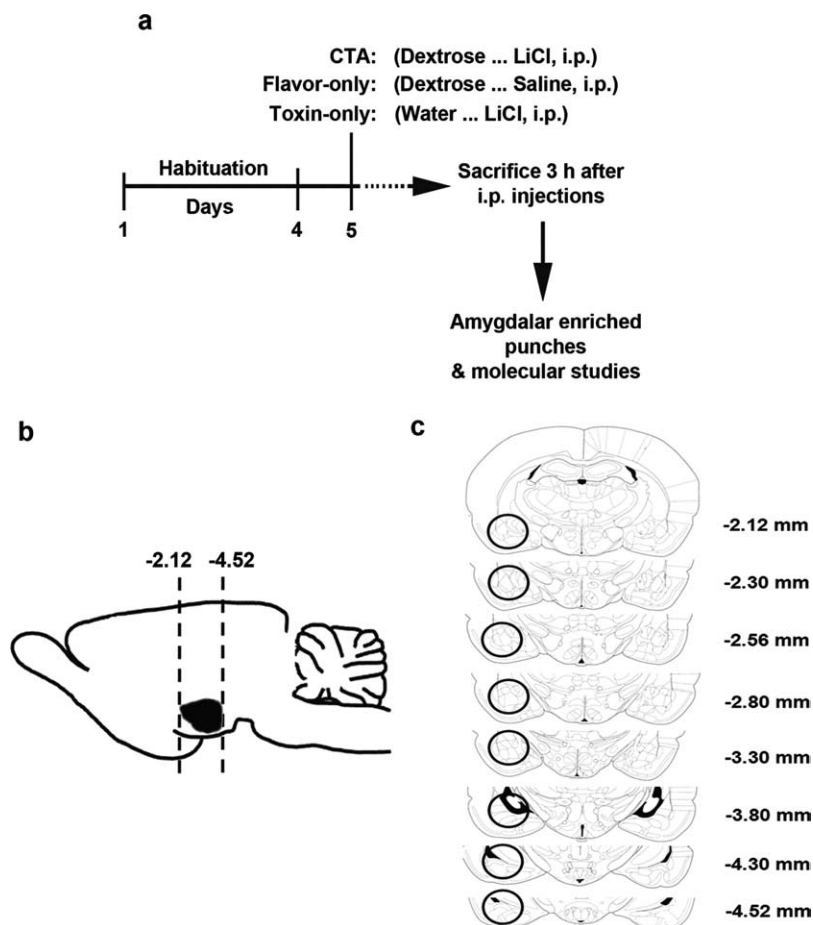 a
CTA: (Dextrose ... LiCl, i.p.)
Flavor-only: (Dextrose ... Saline, i.p.)
Toxin-only: (Water ... LiCl, i.p.)
Habituation
Days
1 4 5
Sacrifice 3 h after
i.p. injections
Amygdalar enriched
punches
& molecular studies
b
-2.12 -4.52
c
-2.12 mm
-2.30 mm
-2.56 mm
-2.80 mm
-3.30 mm
-3.80 mm
-4.30 mm
-4.52 mm